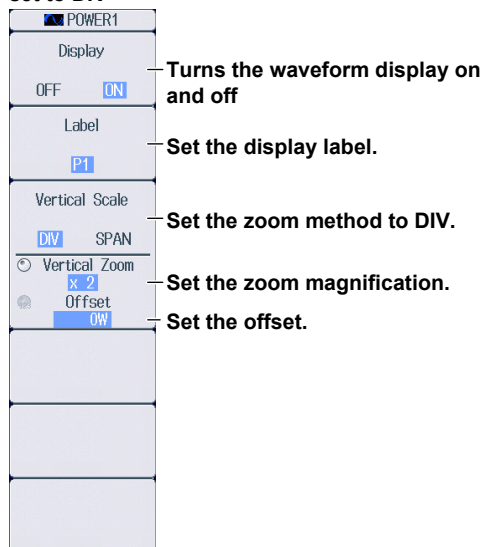 set to DIV
POWER1
Display
OFF ON
Turns the waveform display on
and off
Label
P1
Set the display label.
Vertical Scale
DIV SPAN
Set the zoom method to DIV.
Vertical Zoom
x 2
Set the zoom magnification.
Offset
0W
Set the offset.